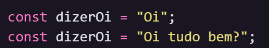 const dizerOi = "Oi";
const dizerOi = "Oi tudo bem?";